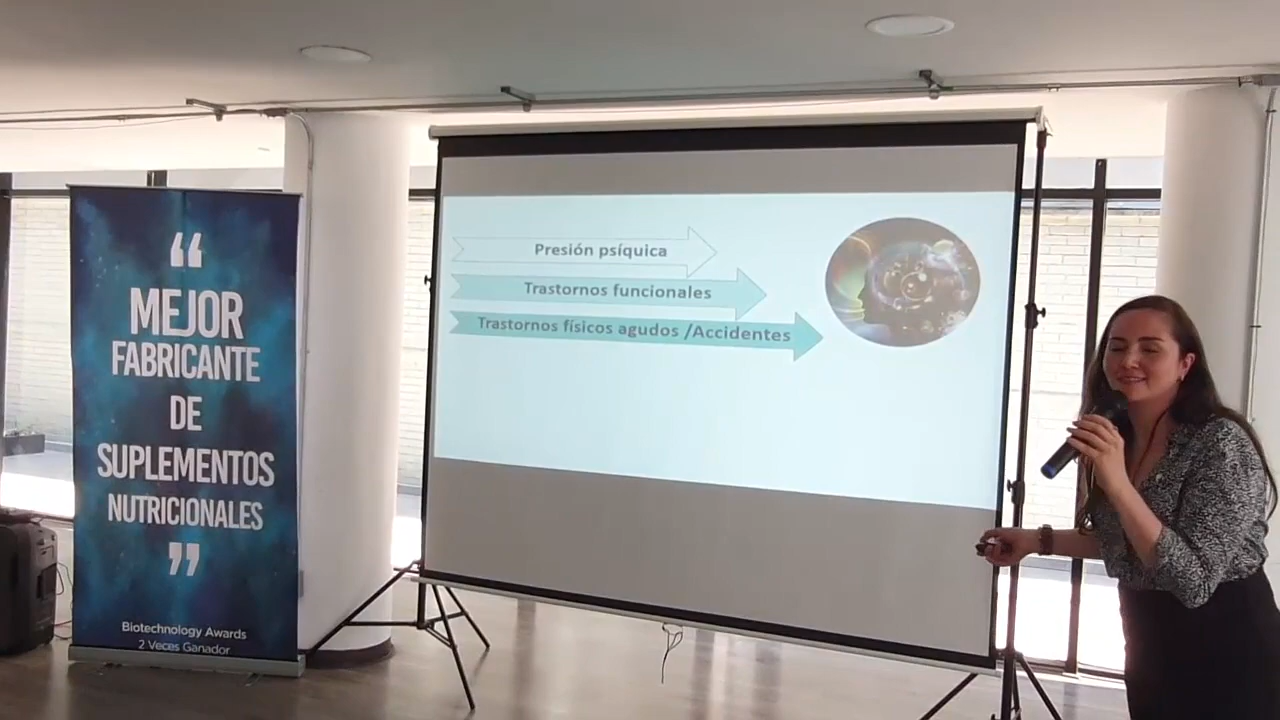 “
MEJOR
FABRICANTE
DE
SUPLEMENTOS
NUTRICIONALES
”
Biotechnology Awards
2 Veces Ganador
Presión psíquica
Trastornos funcionales
Trastornos físicos agudos /Accidentes